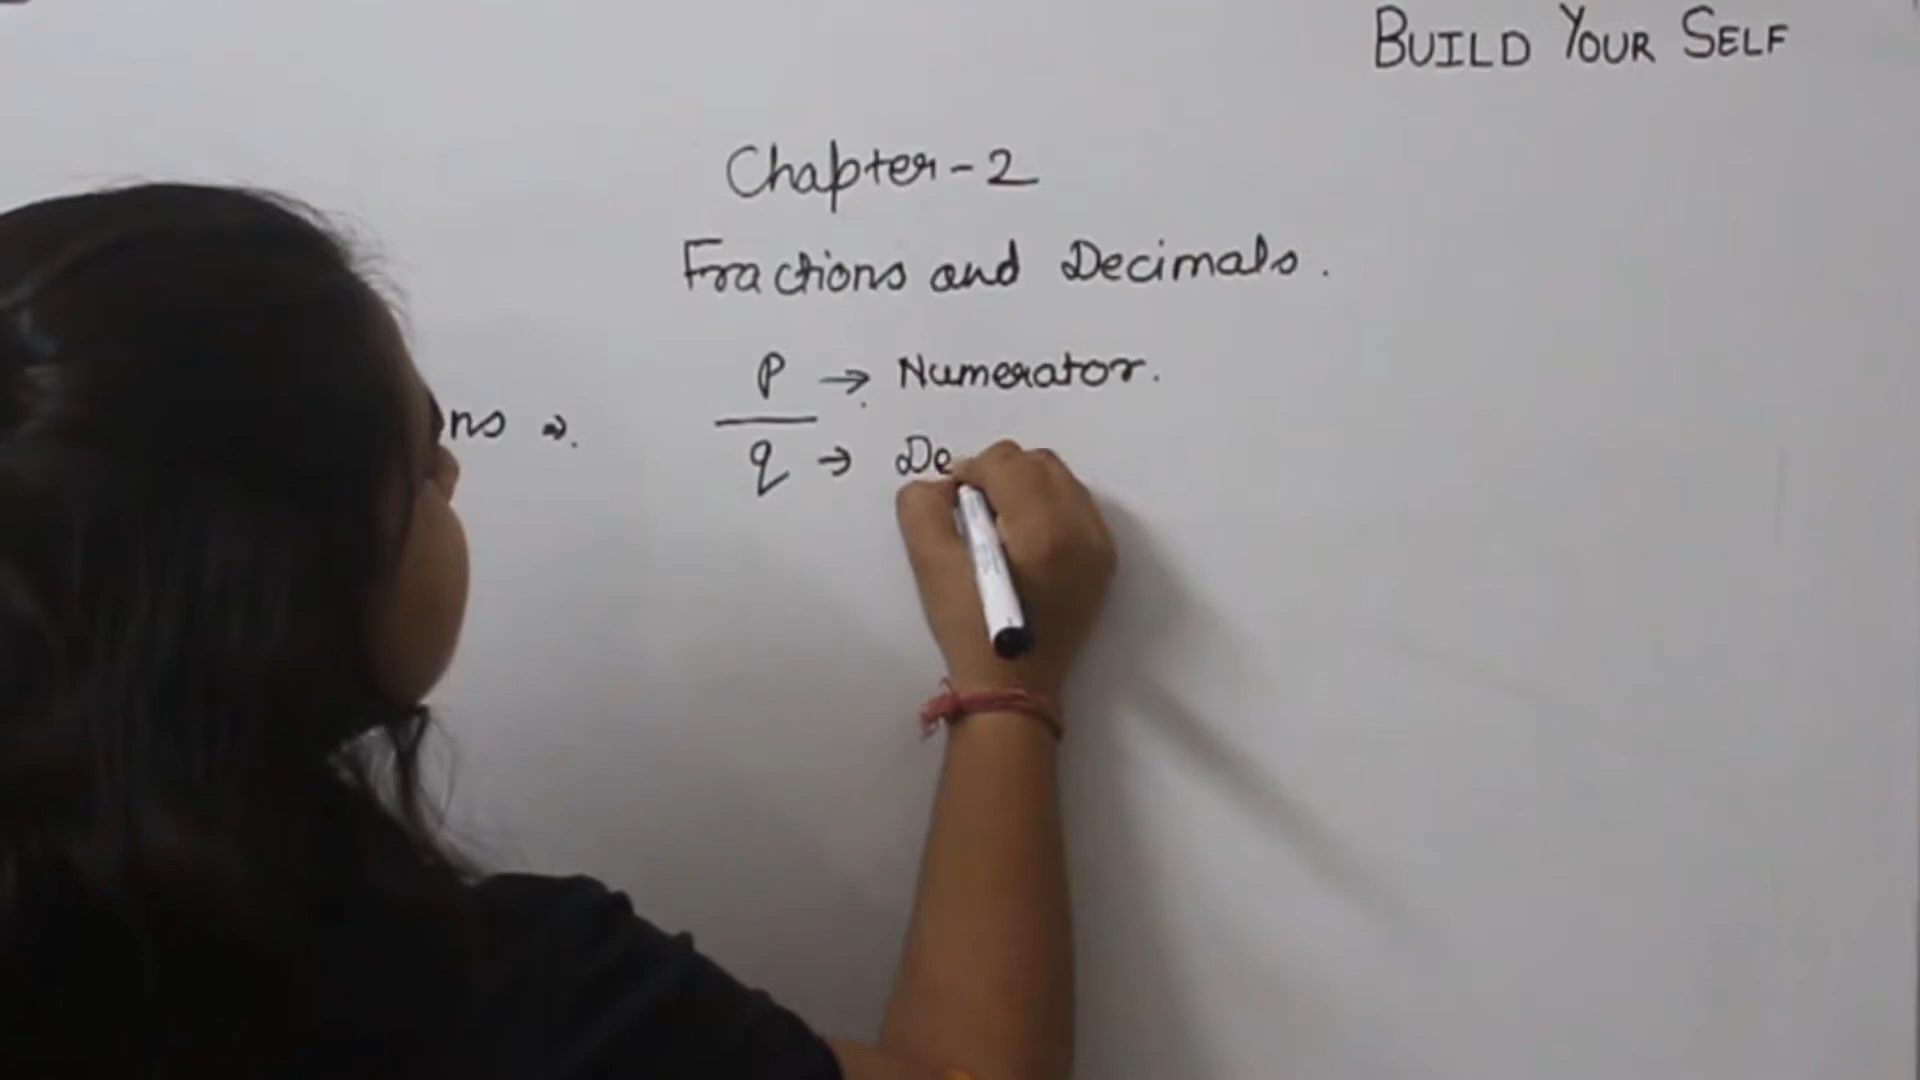 BUILD YOUR SELF
Chapter-2
Fractions and Decimals.
P → Numerator.
ns ⇒.
q → De